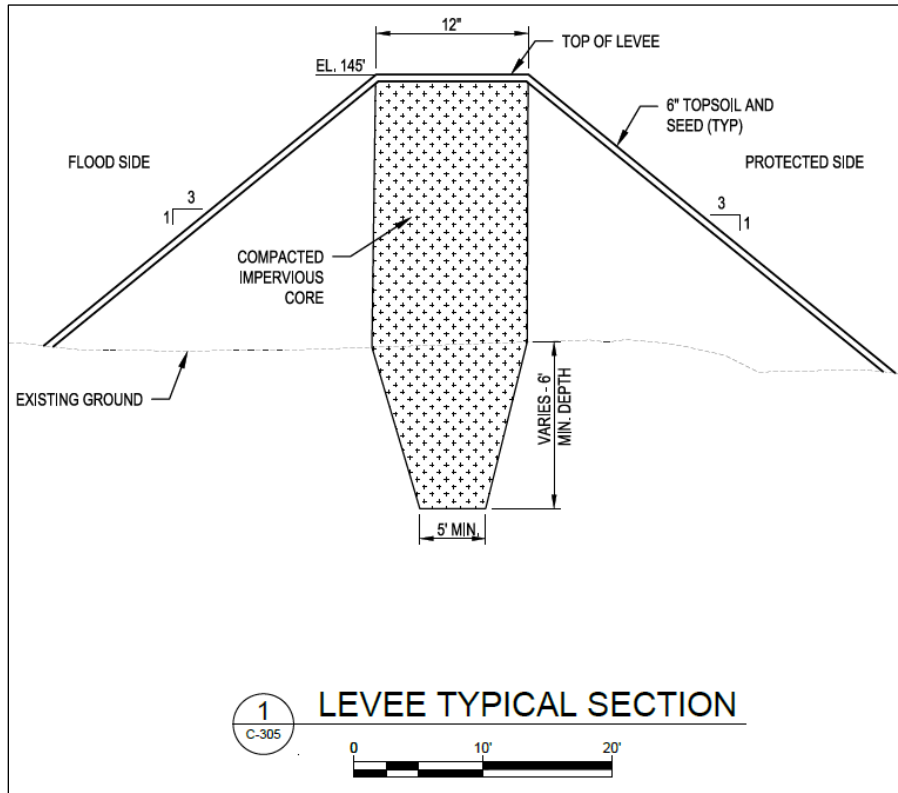 12"
TOP OF LEVEE
EL. 145'
6" TOPSOIL AND
SEED (TYP)
FLOOD SIDE
PROTECTED SIDE
3
1
3
1
COMPACTED
IMPERVIOUS
CORE
EXISTING GROUND
VARIES - 6'
MIN. DEPTH
5' MIN.
1
C-305
LEVEE TYPICAL SECTION
0 10' 20'